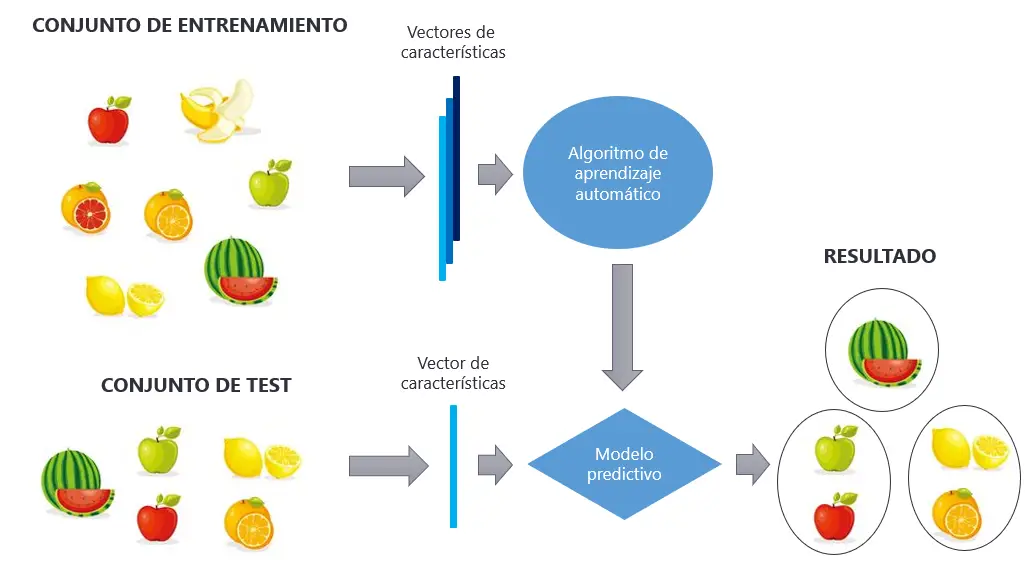 CONJUNTO DE ENTRENAMIENTO
Vectores de
características
Algoritmo de
aprendizaje
automático
RESULTADO
CONJUNTO DE TEST
Vector de
características
Modelo
predictivo